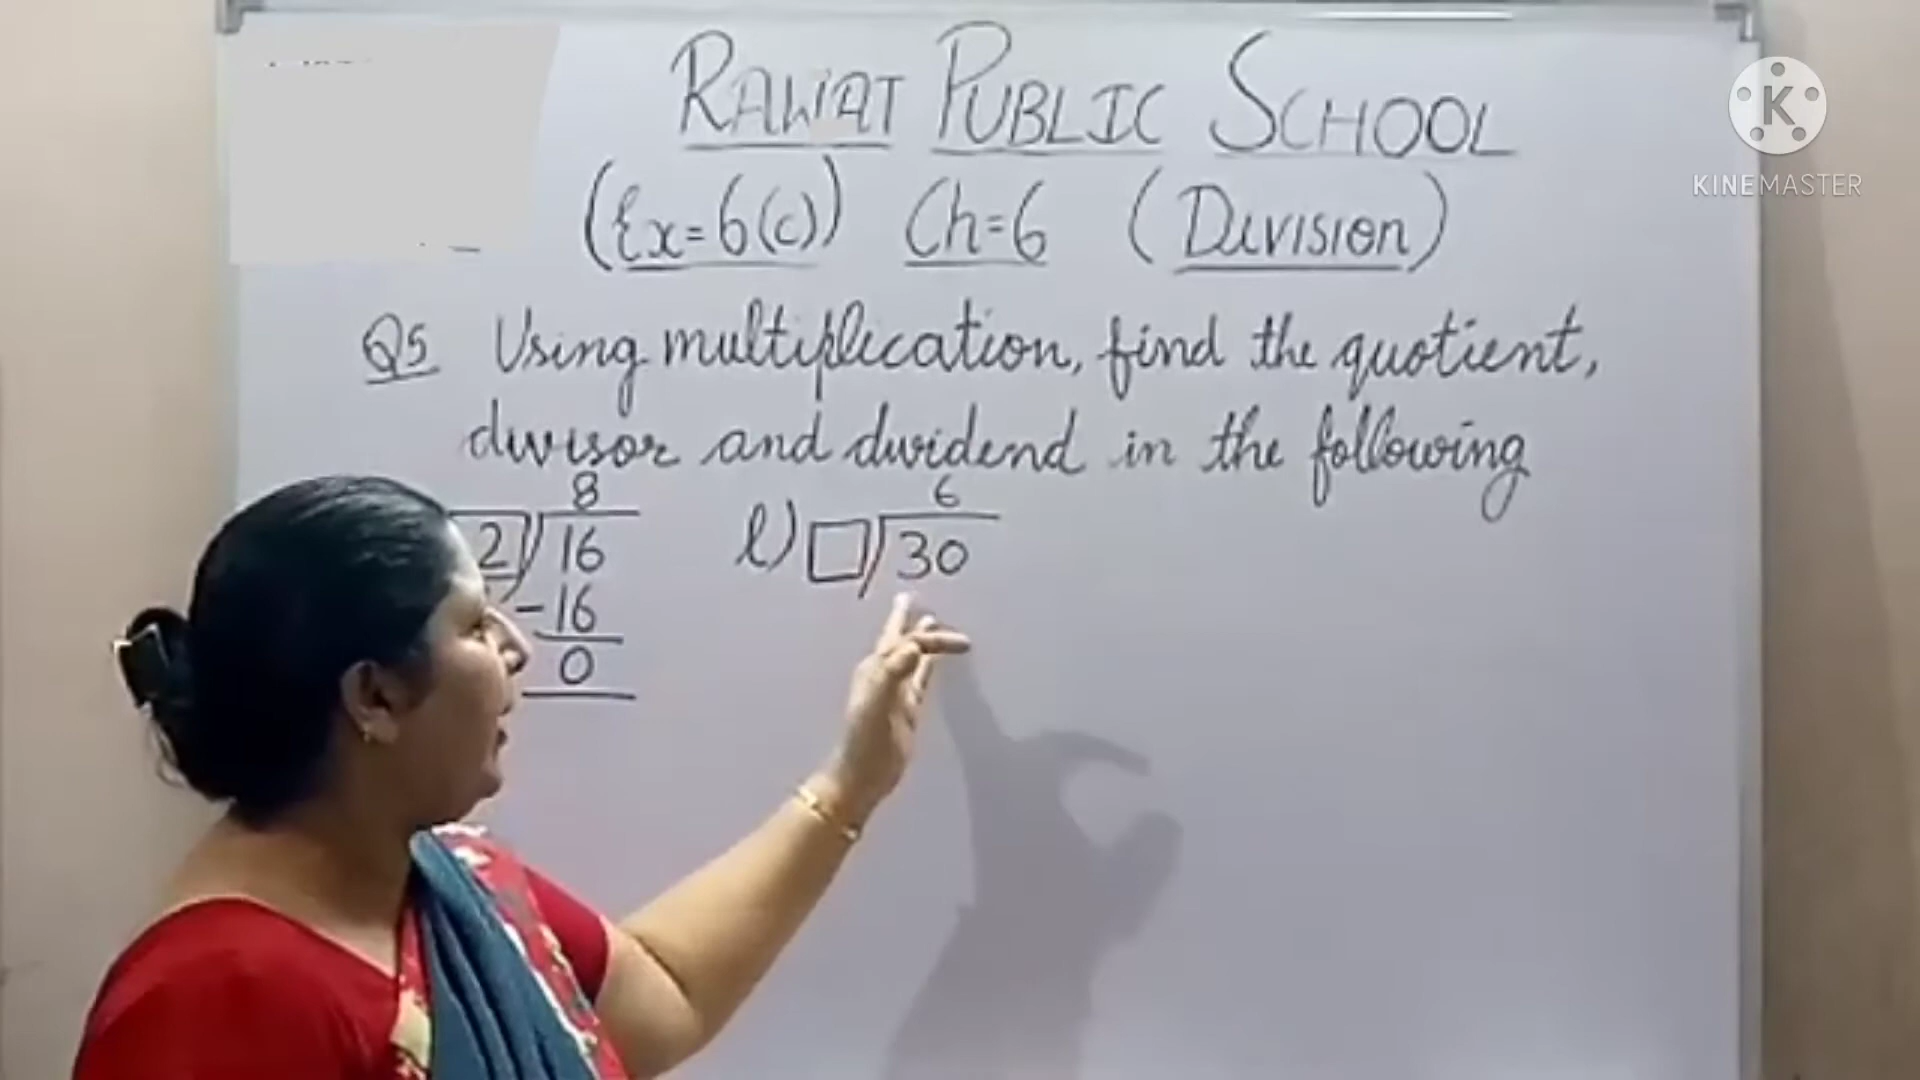 RAWAT PUBLIC SCHOOL
(Ex=6(c)) Ch=6 (Division)
Q5 Using multiplication, find the quotient,
divisor and dividend in the following
8
2)16
-16
0
l) □)30
6
K
KINEMASTER